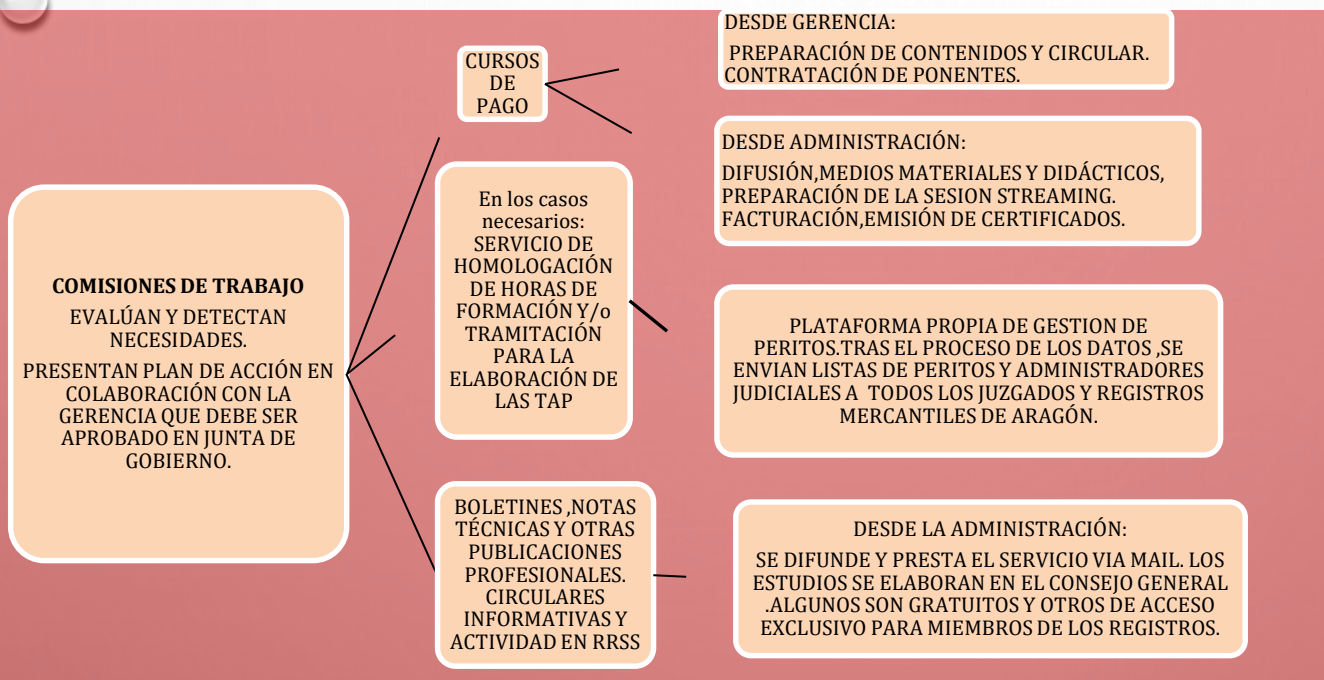 COMISIONES DE TRABAJO
EVALÚAN Y DETECTAN
NECESIDADES.
PRESENTAN PLAN DE ACCIÓN EN
COLABORACIÓN CON LA
GERENCIA QUE DEBE SER
APROBADO EN JUNTA DE
GOBIERNO.
CURSOS
DE
PAGO
DESDE GERENCIA:
PREPARACIÓN DE CONTENIDOS Y CIRCULAR.
CONTRATACIÓN DE PONENTES.
DESDE ADMINISTRACIÓN:
DIFUSIÓN,MEDIOS MATERIALES Y DIDÁCTICOS,
PREPARACIÓN DE LA SESION STREAMING.
FACTURACIÓN,EMISIÓN DE CERTIFICADOS.
En los casos
necesarios:
SERVICIO DE
HOMOLOGACIÓN
DE HORAS DE
FORMACIÓN Y/o
TRAMITACIÓN
PARA LA
ELABORACIÓN DE
LAS TAP
PLATAFORMA PROPIA DE GESTION DE
PERITOS.TRAS EL PROCESO DE LOS DATOS ,SE
ENVIAN LISTAS DE PERITOS Y ADMINISTRADORES
JUDICIALES A TODOS LOS JUZGADOS Y REGISTROS
MERCANTILES DE ARAGÓN.
BOLETINES ,NOTAS
TÉCNICAS Y OTRAS
PUBLICACIONES
PROFESIONALES.
CIRCULARES
INFORMATIVAS Y
ACTIVIDAD EN RRSS
DESDE LA ADMINISTRACIÓN:
SE DIFUNDE Y PRESTA EL SERVICIO VIA MAIL. LOS
ESTUDIOS SE ELABORAN EN EL CONSEJO GENERAL
.ALGUNOS SON GRATUITOS Y OTROS DE ACCESO
EXCLUSIVO PARA MIEMBROS DE LOS REGISTROS.